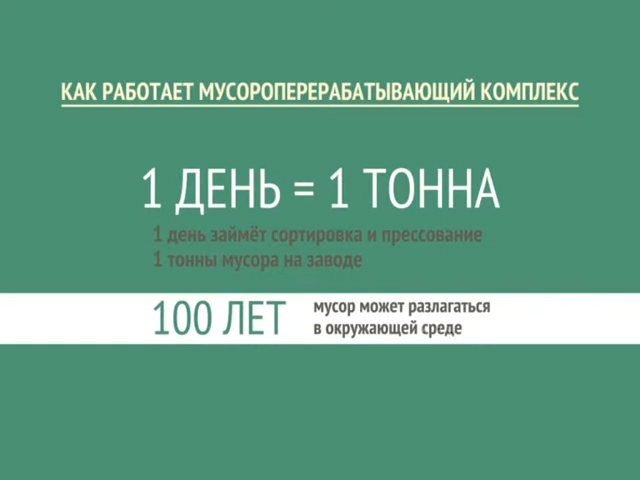 КАК РАБОТАЕТ МУСОРОПЕРЕРАБАТЫВАЮЩИЙ КОМПЛЕКС
1 ДЕНЬ = 1 ТОННА
1 день займёт сортировка и прессование
1 тонны мусора на заводе
100 ЛЕТ
мусор может разлагаться
в окружающей среде